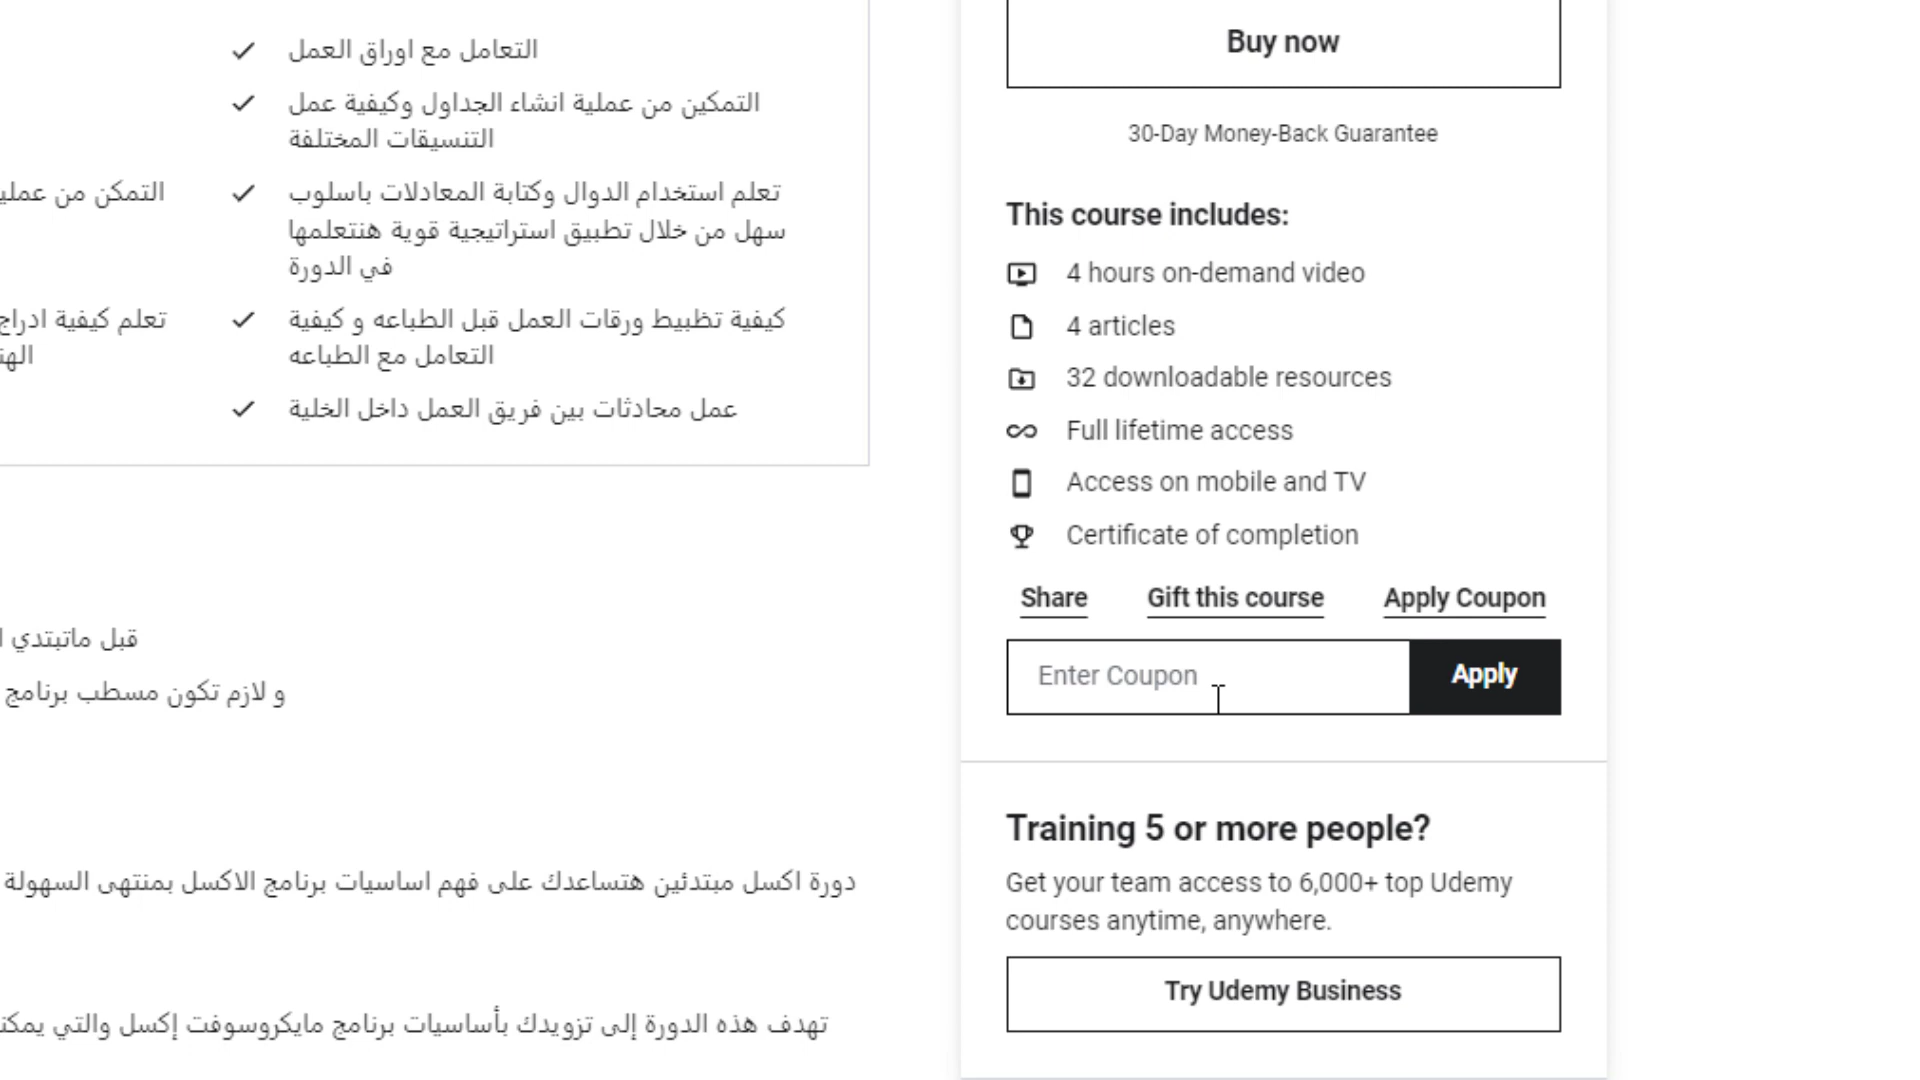 التعامل مع اوراق العمل
التمكين من عملية انشاء الجداول وكيفية عمل
التنسيقات المختلفة
التمكن من عملية
تعلم استخدام الدوال وكتابة المعادلات باسلوب
سهل من خلال تطبيق استراتيجية قوية هنتعلمها
في الدورة
تعلم كيفية ادراج
كيفية تظبيط ورقات العمل قبل الطباعه و كيفية
التعامل مع الطباعه
عمل محادثات بين فريق العمل داخل الخلية
قبل ماتبتدي
و لازم تكون مسطب برنامج
دورة اكسل مبتدئين هتساعدك على فهم اساسيات برنامج الاكسل بمنتهى السهولة
تهدف هذه الدورة إلى تزويدك بأساسيات برنامج مايكروسوفت إكسل والتي
Buy now
30-Day Money-Back Guarantee
This course includes:
4 hours on-demand video
4 articles
32 downloadable resources
Full lifetime access
Access on mobile and TV
Certificate of completion
Share Gift this course Apply Coupon
Enter Coupon Apply
Training 5 or more people?
Get your team access to 6,000+ top Udemy
courses anytime, anywhere.
Try Udemy Business